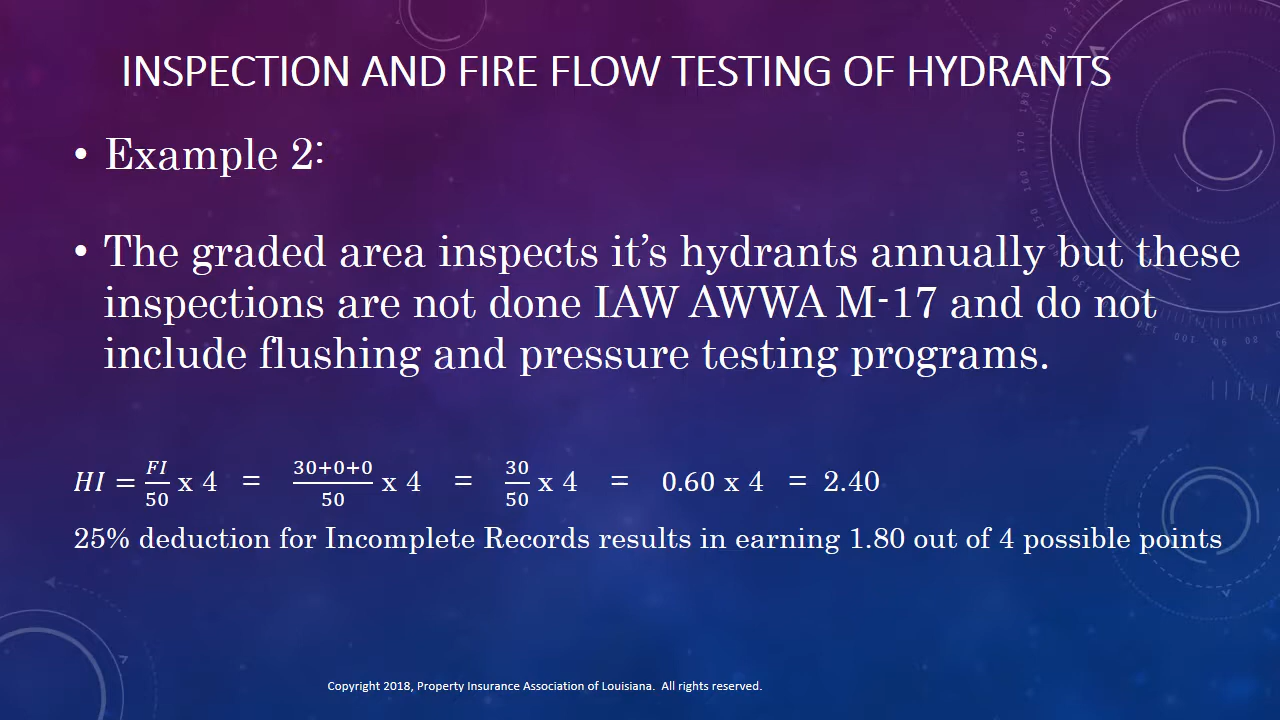 INSPECTION AND FIRE FLOW TESTING OF HYDRANTS
• Example 2:
• The graded area inspects it’s hydrants annually but these
inspections are not done IAW AWWA M-17 and do not
include flushing and pressure testing programs.
HI = FI/50 x 4 = 30+0+0/50 x 4 = 30/50 x 4 = 0.60 x 4 = 2.40
25% deduction for Incomplete Records results in earning 1.80 out of 4 possible points
Copyright 2018, Property Insurance Association of Louisiana. All rights reserved.